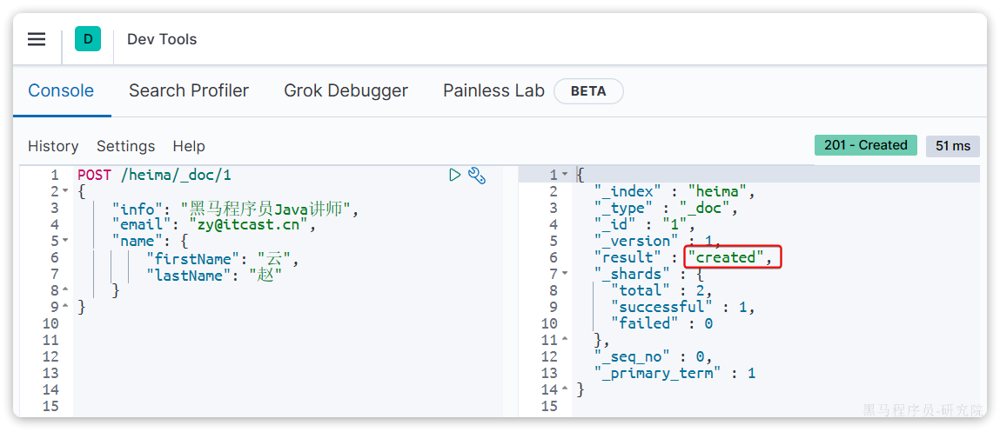 D Dev Tools
Console Search Profiler Grok Debugger Painless Lab BETA
History Settings Help 201 - Created 51 ms
1 POST /heima/_doc/1
2 {
3 "info": "黑马程序员Java讲师",
4 "email": "zy@itcast.cn",
5 "name": {
6 "firstName": "云",
7 "lastName": "赵"
8 }
9 }
10
11
12
13
14
15
1 {
2 "_index" : "heima",
3 "_type" : "_doc",
4 "_id" : "1",
5 "_version" : 1,
6 "result" : "created",
7 "_shards" : {
8 "total" : 2,
9 "successful" : 1,
10 "failed" : 0
11 },
12 "_seq_no" : 0,
13 "_primary_term" : 1
14 }
15
黑马程序员-研究院